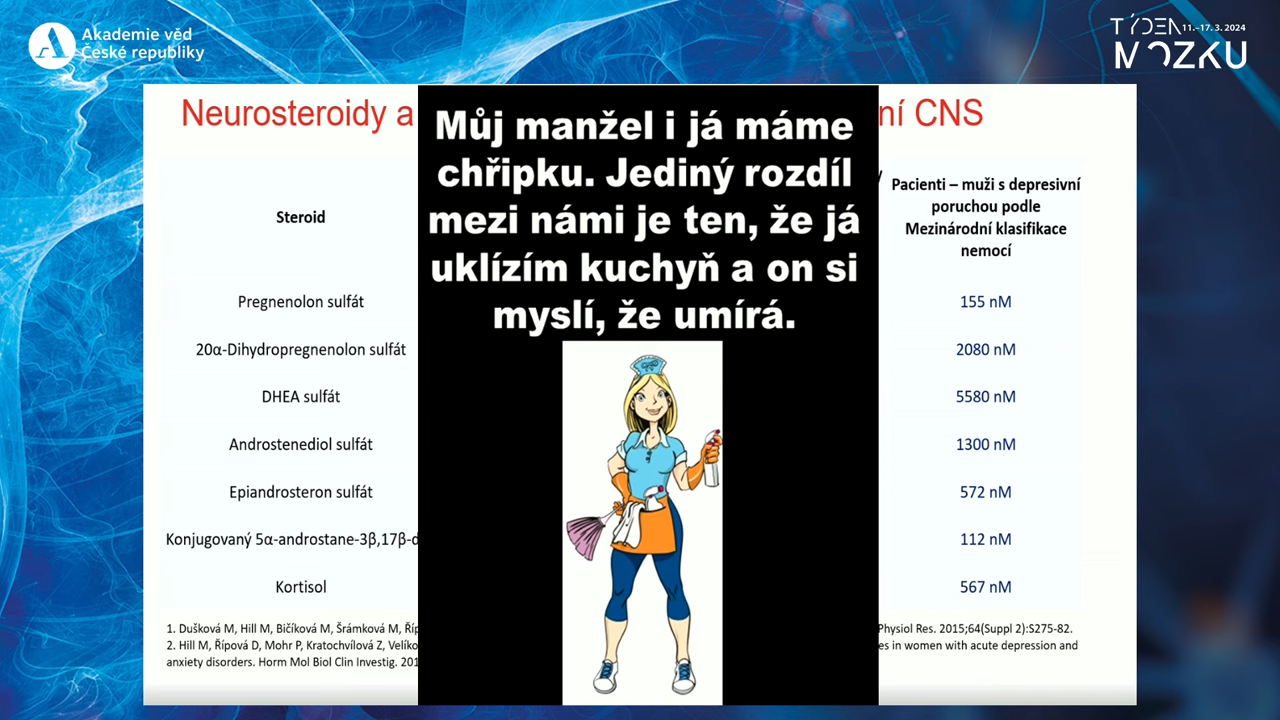 Akademie věd
České republiky
TÝDEN 11.–17. 3. 2024
MOZKU
Neurosteroidy a
ní CNS
Můj manžel i já máme
chřipku. Jediný rozdíl
mezi námi je ten, že já
uklízím kuchyň a on si
myslí, že umírá.
Steroid
Pacienti – muži s depresivní
poruchou podle
Mezinárodní klasifikace
nemocí
Pregnenolon sulfát 155 nM
20α-Dihydropregnenolon sulfát 2080 nM
DHEA sulfát 5580 nM
Androstenediol sulfát 1300 nM
Epiandrosteron sulfát 572 nM
Konjugovaný 5α-androstane-3β,17β-d 112 nM
Kortisol 567 nM
1. Dušková M, Hill M, Bičíková M, Šrámková M, Říp Physiol Res. 2015;64(Suppl 2):S275-82.
2. Hill M, Řípová D, Mohr P, Kratochvílová Z, Velíko es in women with acute depression and
anxiety disorders. Horm Mol Biol Clin Investig. 201